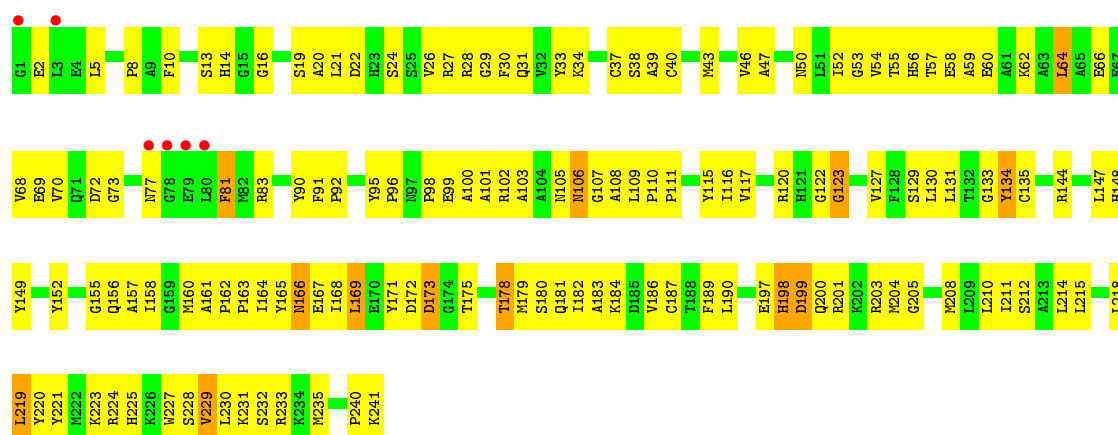 G1 E2 L3 E4 L5 P8 A9 F10 S13 H14 G15 G16 S19 A20 L21 D22 H23 S24 S25 V26 R27 R28 G29 F30 Q31 V32 Y33 K34 C37 S38 A39 C40 M43 V46 A47 N50 L51 I52 G53 V54 T55 H56 T57 E58 A59 E60 A61 K62 A63 L64 A65 E66 E67
V68 E69 V70 Q71 D72 G73 N77 G78 E79 L80 F81 M82 R83 Y90 F91 P92 Y95 P96 N97 P98 E99 A100 A101 R102 A103 A104 N105 N106 G107 A108 L109 P110 P111 Y115 I116 V117 R120 H121 G122 G123 V127 F128 S129 L130 L131 T132 G133 Y134 C135 R144 L147 H148
Y149 Y152 G155 Q156 A157 I158 G159 M160 A161 P162 P163 I164 Y165 N166 E167 I168 L169 E170 Y171 D172 D173 G174 T175 T178 M179 S180 Q181 I182 A183 K184 D185 V186 C187 T188 F189 L190 E197 H198 D199 Q200 R201 K202 R203 M204 G205 M208 L209 L210 I211 S212 A213 L214 L215 L218
L219 Y220 Y221 M222 K223 R224 H225 K226 W227 S228 V229 L230 K231 S232 R233 K234 M235 P240 K241